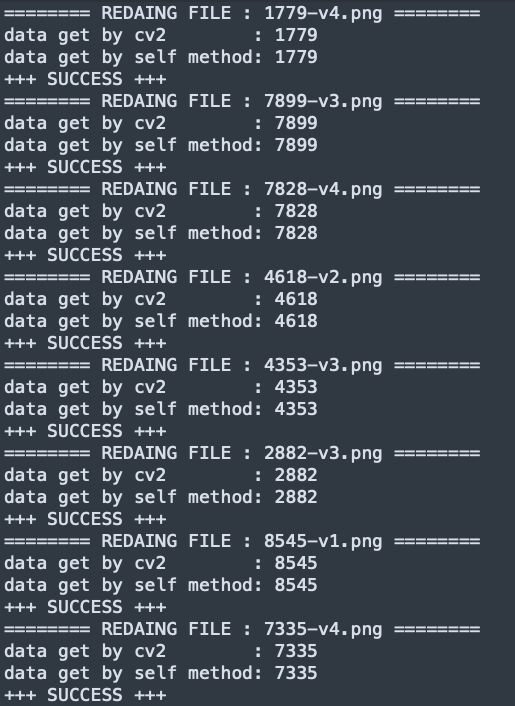 ======== REDAING FILE : 1779-v4.png ========
data get by cv2        : 1779
data get by self method: 1779
+++ SUCCESS +++
======== REDAING FILE : 7899-v3.png ========
data get by cv2        : 7899
data get by self method: 7899
+++ SUCCESS +++
======== REDAING FILE : 7828-v4.png ========
data get by cv2        : 7828
data get by self method: 7828
+++ SUCCESS +++
======== REDAING FILE : 4618-v2.png ========
data get by cv2        : 4618
data get by self method: 4618
+++ SUCCESS +++
======== REDAING FILE : 4353-v3.png ========
data get by cv2        : 4353
data get by self method: 4353
+++ SUCCESS +++
======== REDAING FILE : 2882-v3.png ========
data get by cv2        : 2882
data get by self method: 2882
+++ SUCCESS +++
======== REDAING FILE : 8545-v1.png ========
data get by cv2        : 8545
data get by self method: 8545
+++ SUCCESS +++
======== REDAING FILE : 7335-v4.png ========
data get by cv2        : 7335
data get by self method: 7335
+++ SUCCESS +++